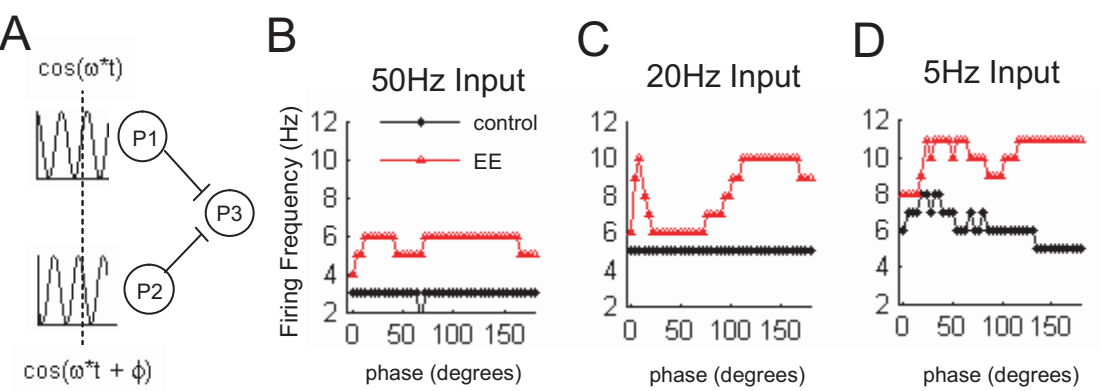 A
cos(ω*t)
P1
P3
P2
cos(ω*t + ϕ)
B
50Hz Input
control
EE
Firing Frequency (Hz)
12
10
8
6
4
2
0 50 100 150
phase (degrees)
C
20Hz Input
12
10
8
6
4
2
0 50 100 150
phase (degrees)
D
5Hz Input
12
10
8
6
4
2
0 50 100 150
phase (degrees)